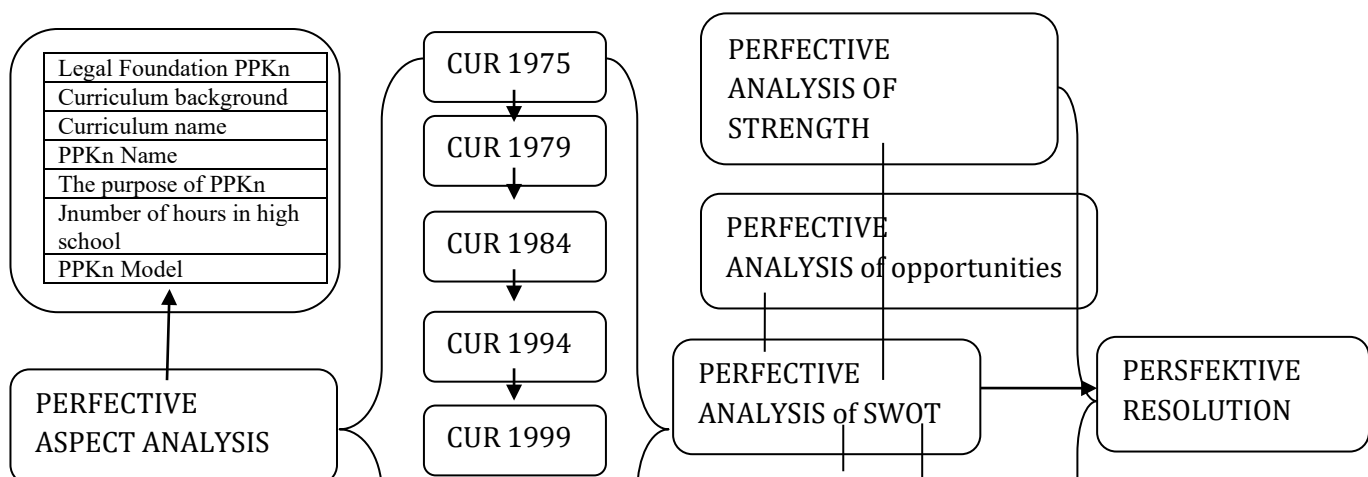 Legal Foundation PPKn
Curriculum background
Curriculum name
PPKn Name
The purpose of PPKn
Jnumber of hours in high
school
PPKn Model
PERFECTIVE
ASPECT ANALYSIS
CUR 1975
CUR 1979
CUR 1984
CUR 1994
CUR 1999
PERFECTIVE
ANALYSIS OF
STRENGTH
PERFECTIVE
ANALYSIS of opportunities
PERFECTIVE
ANALYSIS of SWOT
PERSFEKTIVE
RESOLUTION